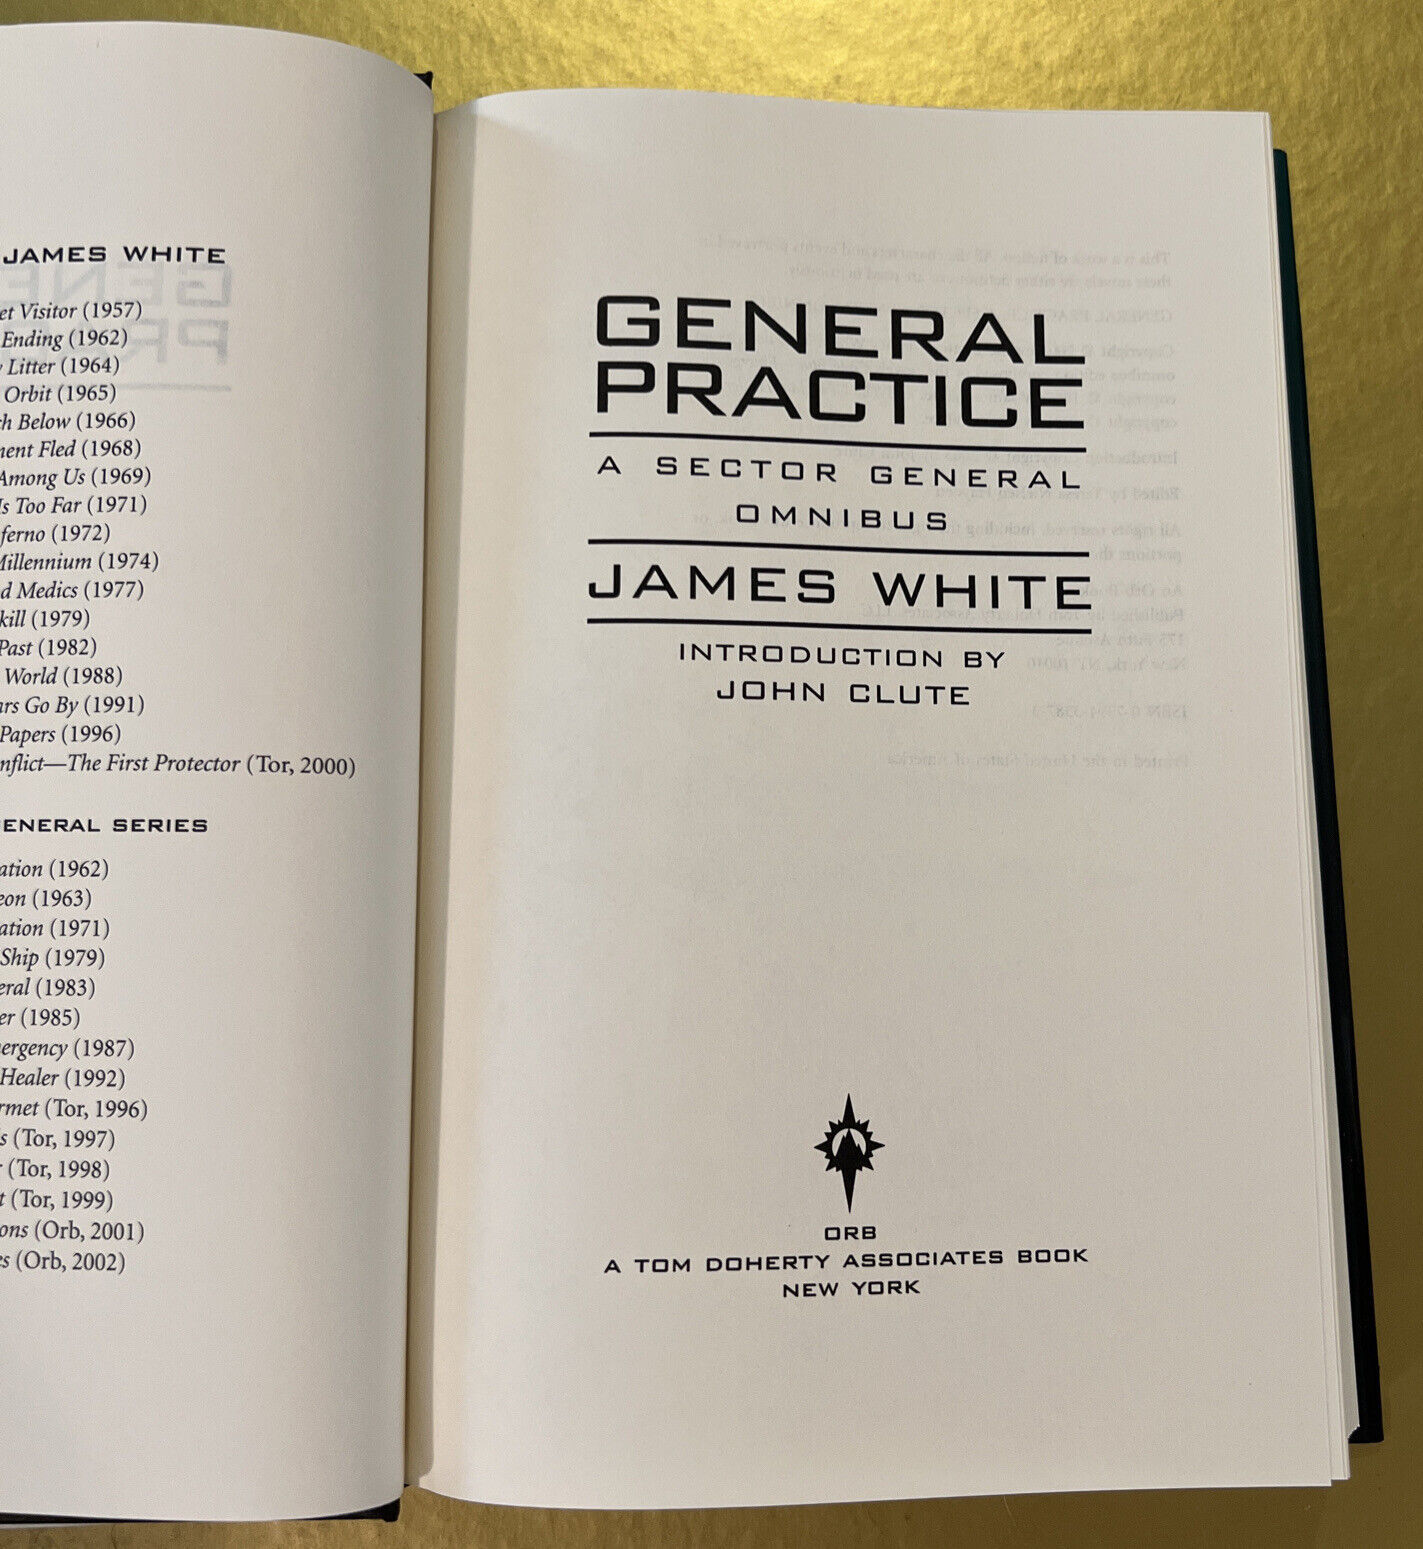 JAMES WHITE
et Visitor (1957)
Ending (1962)
Litter (1964)
Orbit (1965)
th Below (1966)
ment Fled (1968)
Among Us (1969)
Is Too Far (1971)
ferno (1972)
Millennium (1974)
d Medics (1977)
kill (1979)
Past (1982)
World (1988)
ars Go By (1991)
Papers (1996)
nflict—The First Protector (Tor, 2000)
ENERAL SERIES
ation (1962)
eon (1963)
ation (1971)
Ship (1979)
eral (1983)
er (1985)
ergency (1987)
Healer (1992)
rmet (Tor, 1996)
s (Tor, 1997)
r (Tor, 1998)
t (Tor, 1999)
ons (Orb, 2001)
es (Orb, 2002)
GENERAL
PRACTICE
A SECTOR GENERAL
OMNIBUS
JAMES WHITE
INTRODUCTION BY
JOHN CLUTE
ORB
A TOM DOHERTY ASSOCIATES BOOK
NEW YORK